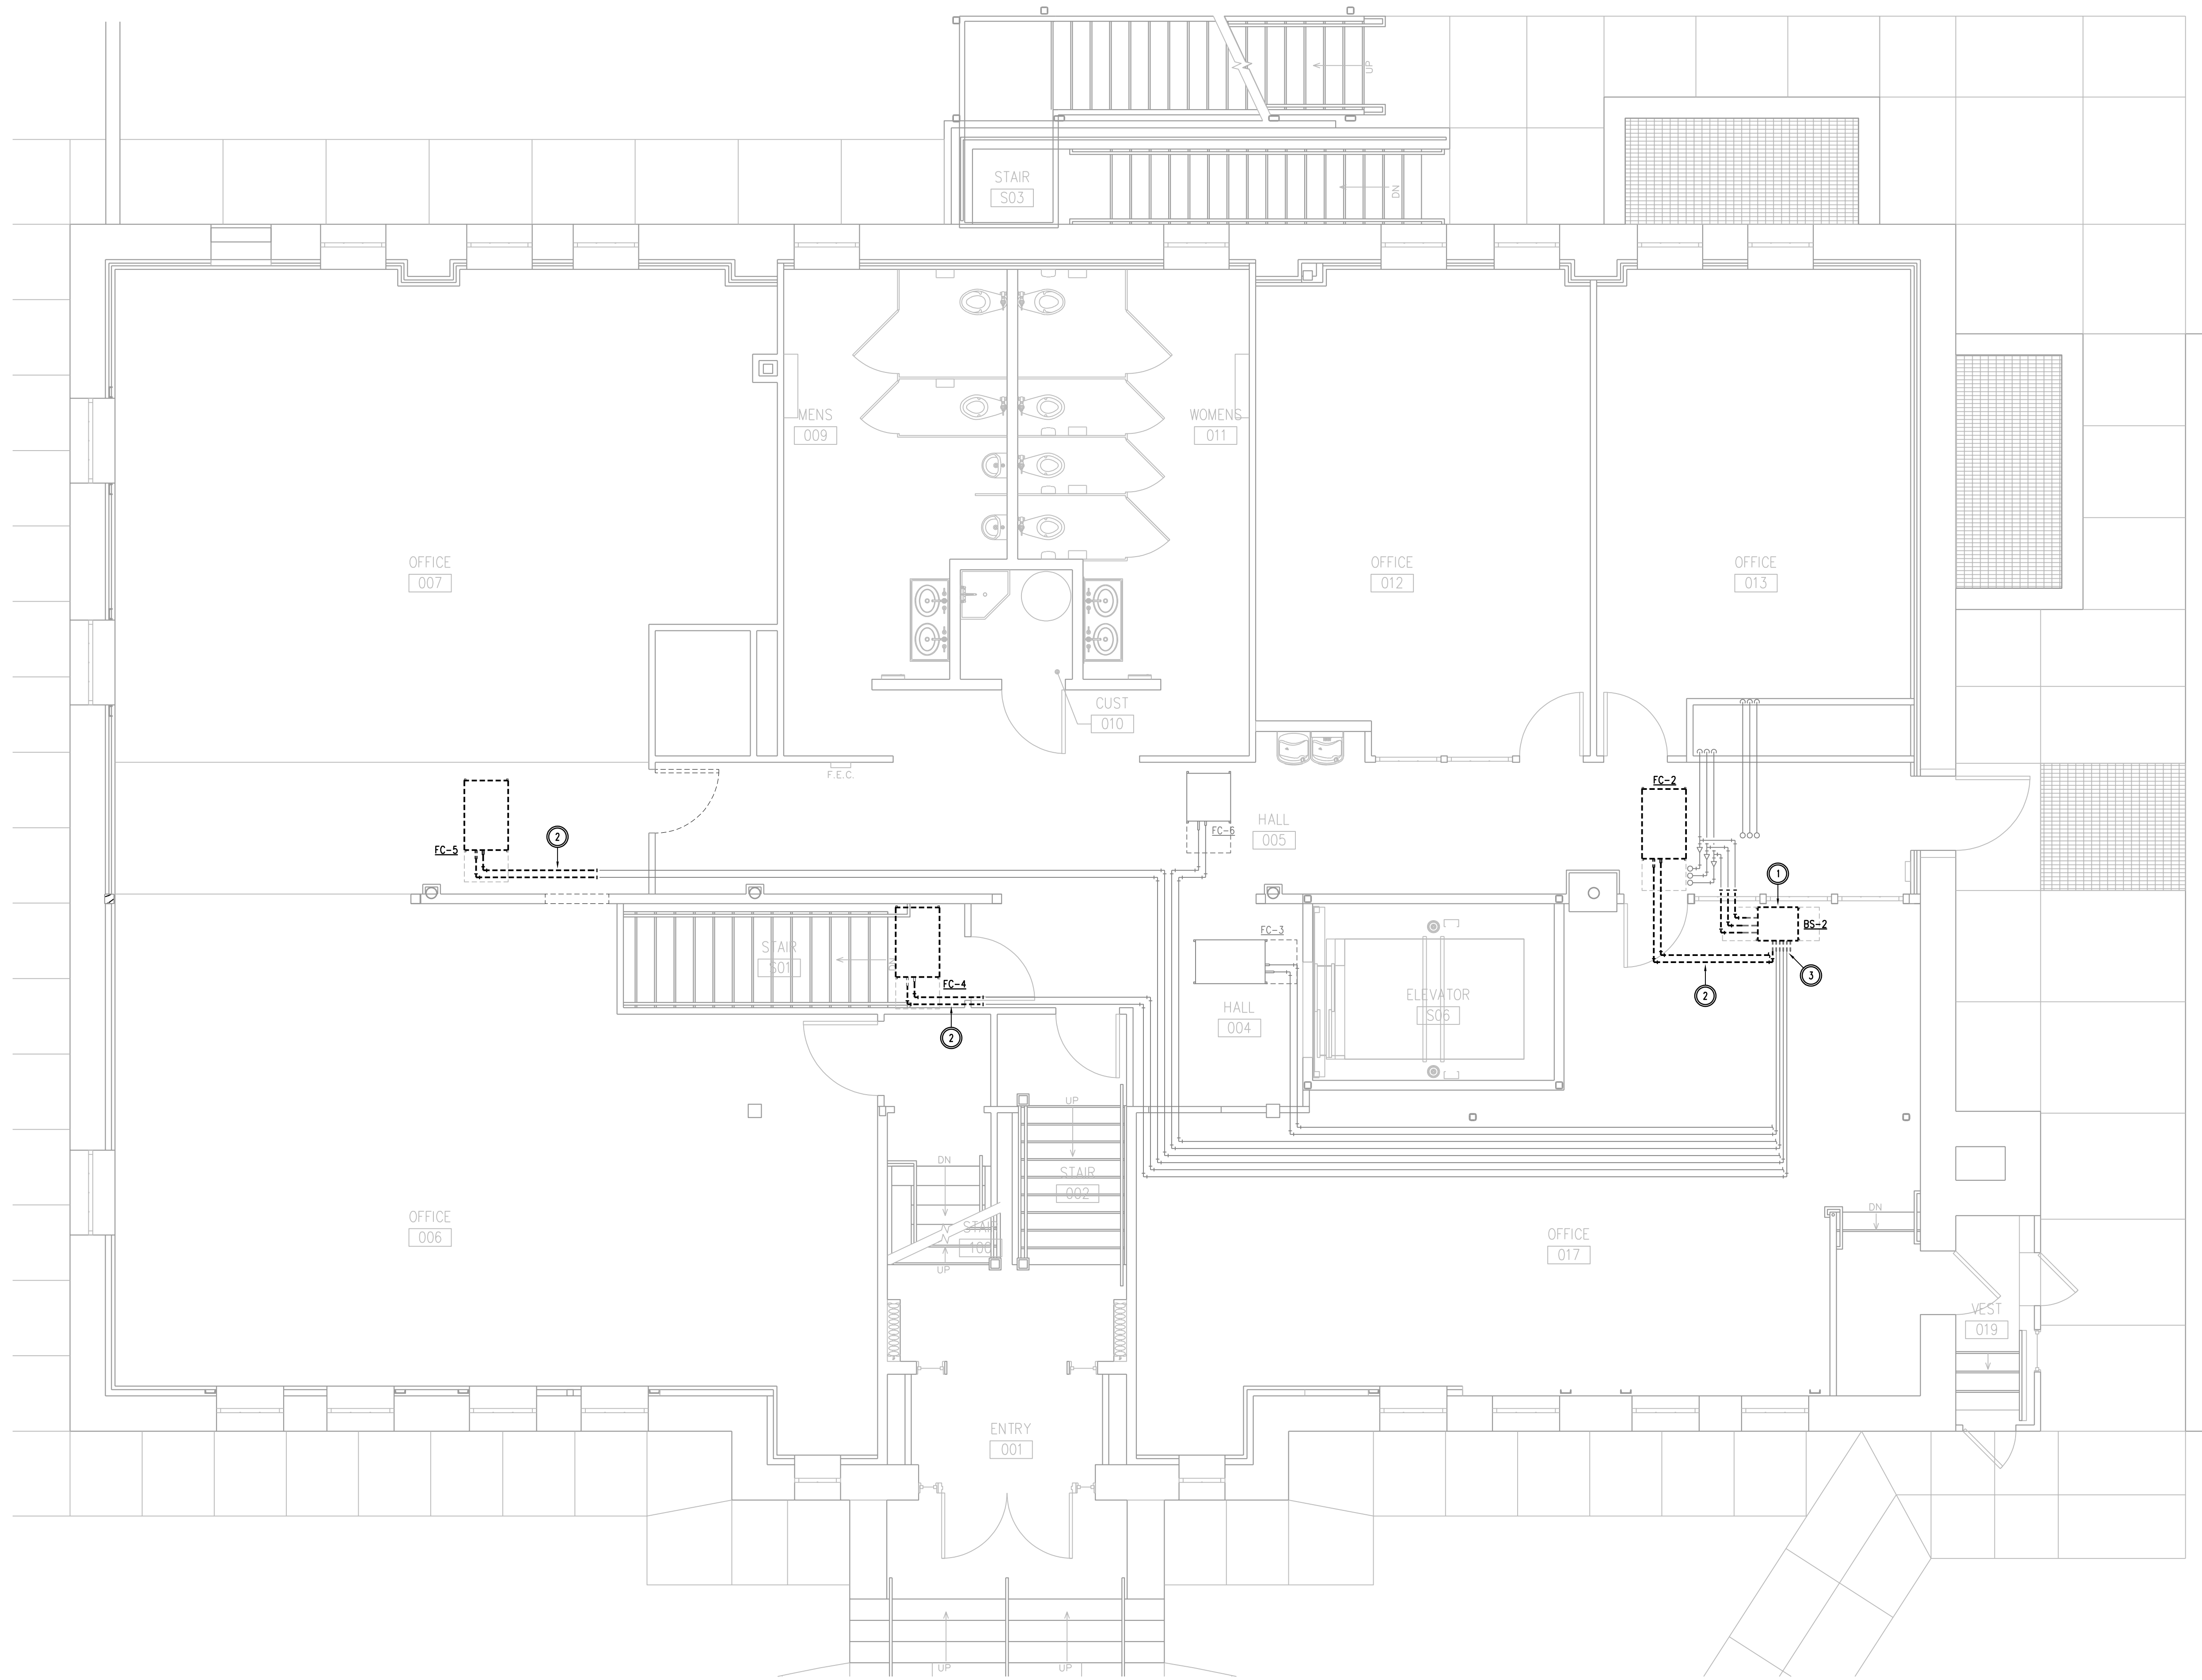 UP
STAIR
S03
DN
MENS
009
WOMENS
011
OFFICE
007
OFFICE
012
OFFICE
013
CUST
010
F.E.C.
FC-2
HALL
005
FC-6
2
FC-5
1
BS-2
FC-3
STAIR
S01
DN
FC-4
3
2
ELEVATOR
S06
HALL
004
2
UP
DN
STAIR
002
OFFICE
006
STAIR
100
UP
OFFICE
017
DN
VEST
019
ENTRY
001
UP
UP